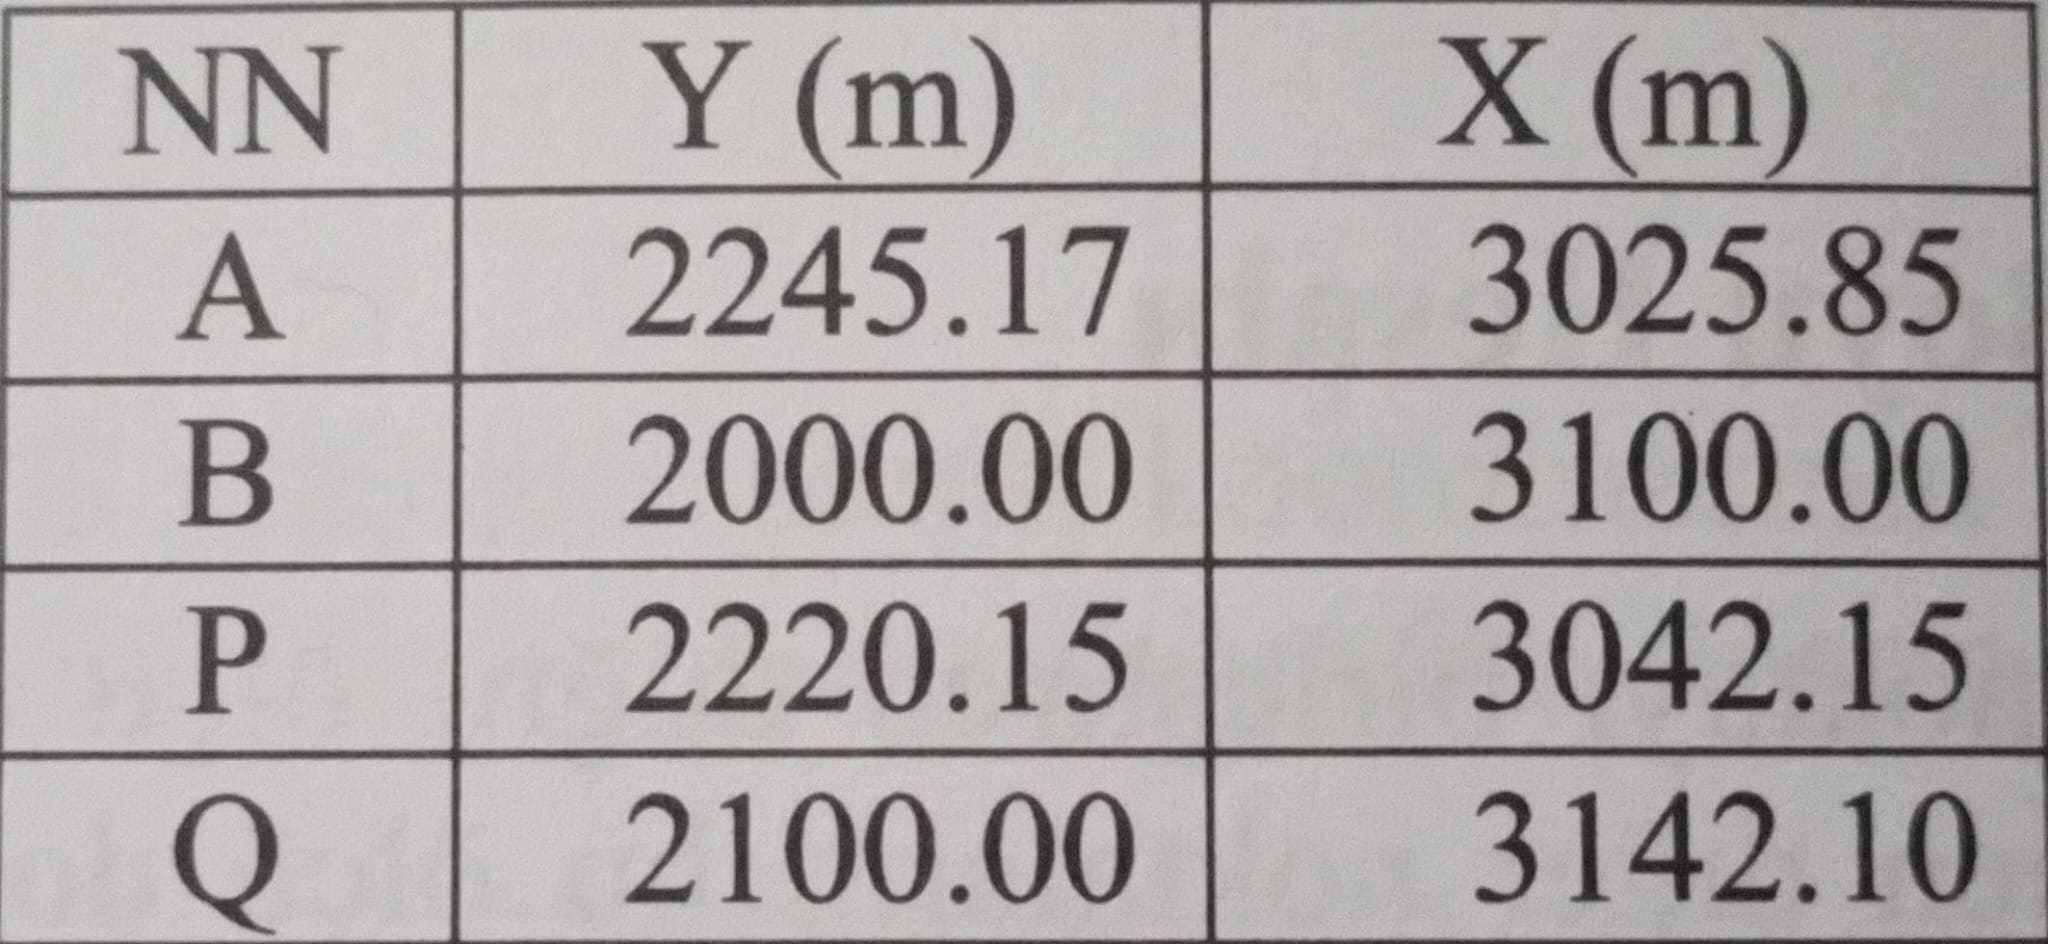 NN Y (m) X (m)
A 2245.17 3025.85
B 2000.00 3100.00
P 2220.15 3042.15
Q 2100.00 3142.10